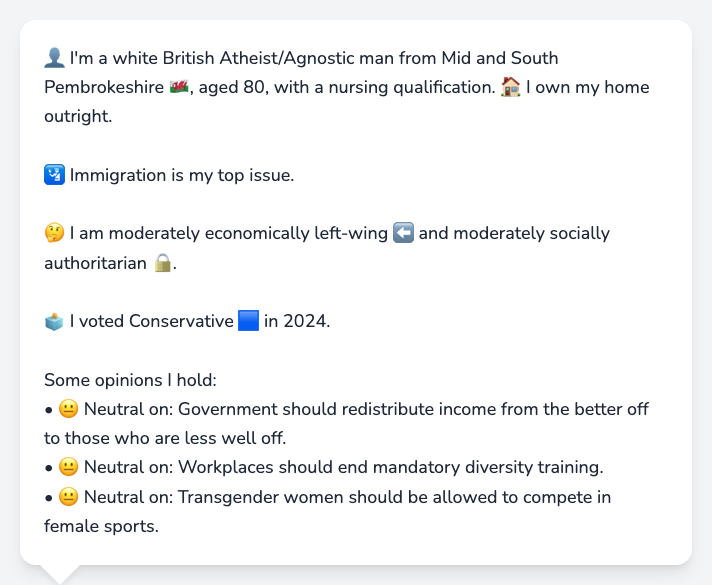 👤 I'm a white British Atheist/Agnostic man from Mid and South
Pembrokeshire 🏴󠁧󠁢󠁷󠁬󠁳󠁿, aged 80, with a nursing qualification. 🏠 I own my home
outright.
🛂 Immigration is my top issue.
🤔 I am moderately economically left-wing ⬅️ and moderately socially
authoritarian 🔒.
🗳️ I voted Conservative 🟦 in 2024.
Some opinions I hold:
• 😐 Neutral on: Government should redistribute income from the better off
to those who are less well off.
• 😐 Neutral on: Workplaces should end mandatory diversity training.
• 😐 Neutral on: Transgender women should be allowed to compete in
female sports.